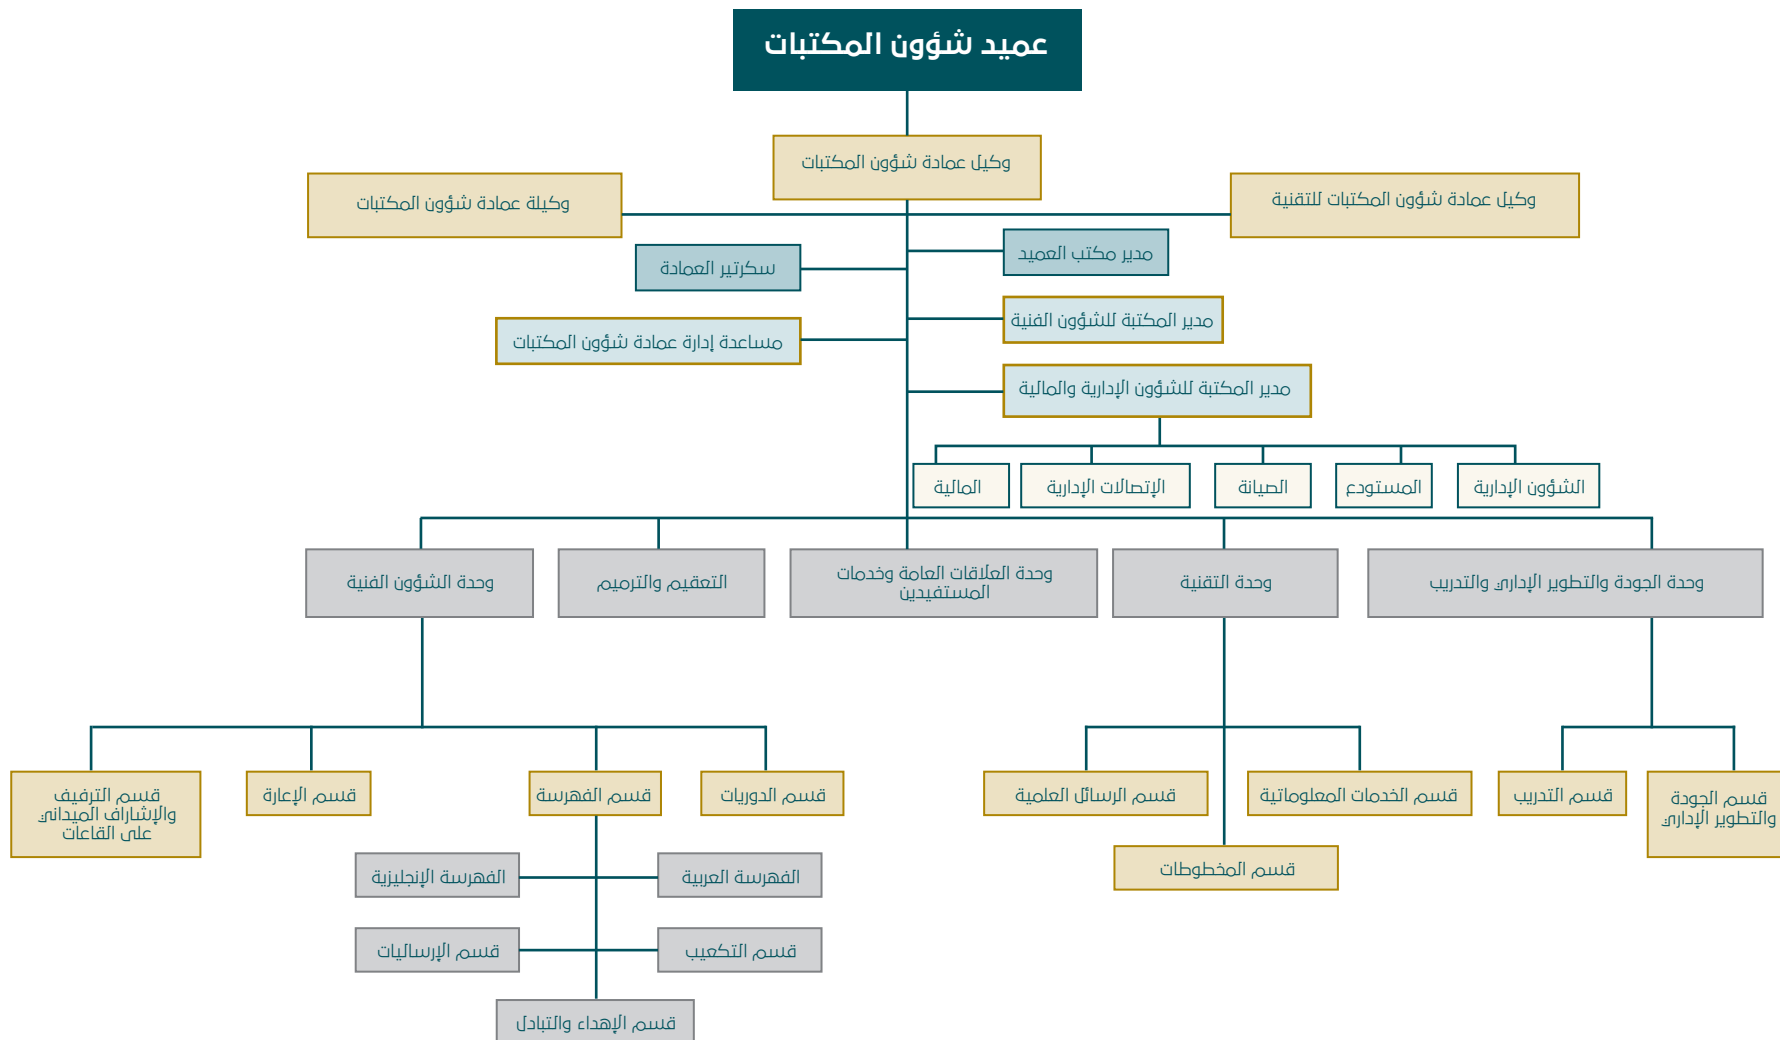 عميد شؤون المكتبات
وكيل عمادة شؤون المكتبات
وكيل عمادة شؤون المكتبات للتقنية
وكيلة عمادة شؤون المكتبات
مدير مكتب العميد
سكرتير العمادة
مدير المكتبة للشؤون الفنية
مساعدة إدارة عمادة شؤون المكتبات
مدير المكتبة للشؤون الإدارية والمالية
الشؤون الإدارية
المستودع
الصيانة
الإتصالات الإدارية
المالية
وحدة الجودة والتطوير الإداري والتدريب
وحدة التقنية
وحدة العلاقات العامة وخدمات
المستفيدين
التعقيم والترميم
وحدة الشؤون الفنية
قسم الجودة
والتطوير الإداري
قسم التدريب
قسم الخدمات المعلوماتية
قسم الرسائل العلمية
قسم المخطوطات
قسم الدوريات
قسم الفهرسة
قسم الإعارة
قسم الترفيف
والإشراف الميداني
على القاعات
الفهرسة العربية
الفهرسة الإنجليزية
قسم التكعيب
قسم الإرساليات
قسم الإهداء والتبادل